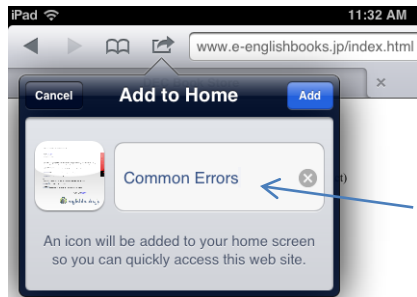 iPad 11:32 AM
www.e-englishbooks.jp/index.html
Cancel Add to Home Add
Common Errors
An icon will be added to your home screen
so you can quickly access this web site.